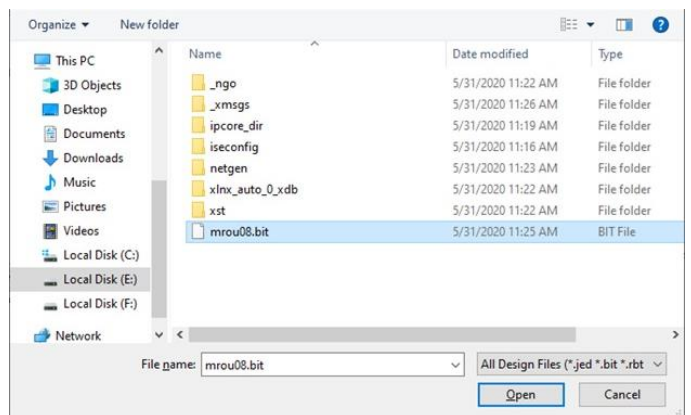 Organize New folder
Name Date modified Type
This PC
3D Objects
Desktop
Documents
Downloads
Music
Pictures
Videos
Local Disk (C:)
Local Disk (E:)
Local Disk (F:)
Network
_ngo 5/31/2020 11:22 AM File folder
_xmsgs 5/31/2020 11:26 AM File folder
ipcore_dir 5/31/2020 11:19 AM File folder
iseconfig 5/31/2020 11:16 AM File folder
netgen 5/31/2020 11:23 AM File folder
xlnx_auto_0_xdb 5/31/2020 11:22 AM File folder
xst 5/31/2020 11:22 AM File folder
mrou08.bit 5/31/2020 11:25 AM BIT File
File name: mrou08.bit All Design Files (*.jed *.bit *.rbt
Open Cancel